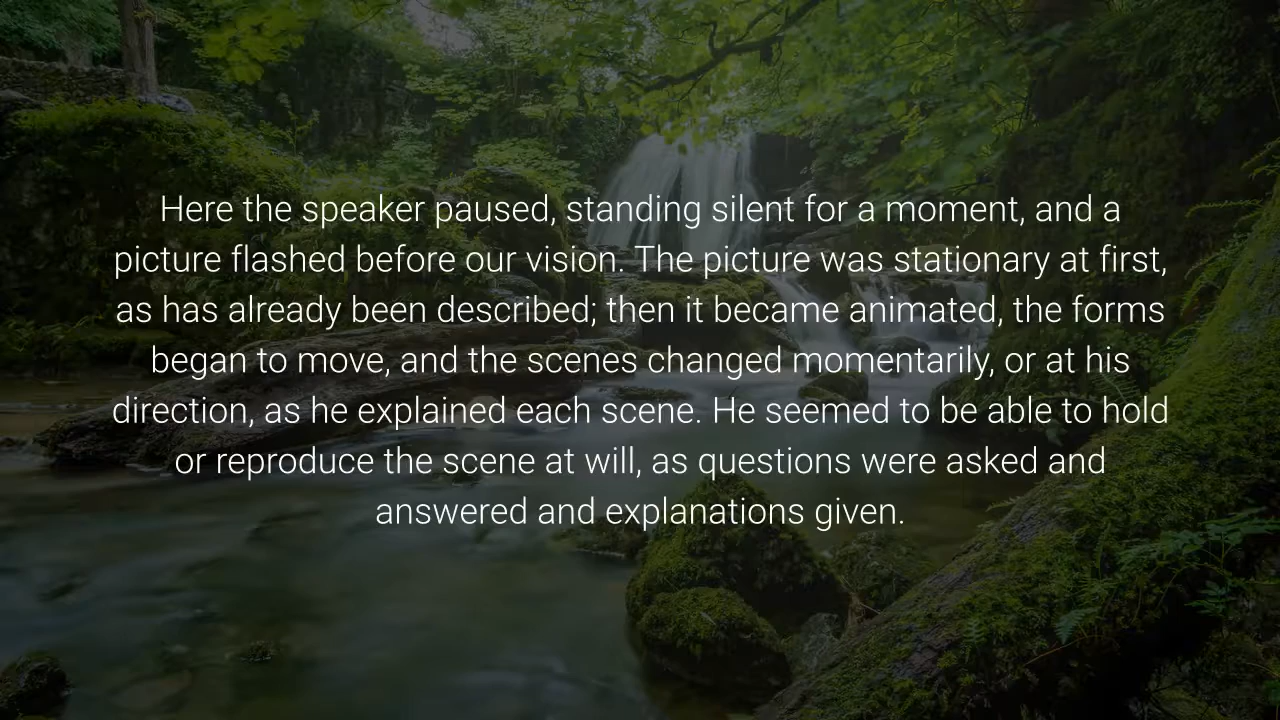 Here the speaker paused, standing silent for a moment, and a
picture flashed before our vision. The picture was stationary at first,
as has already been described; then it became animated, the forms
began to move, and the scenes changed momentarily, or at his
direction, as he explained each scene. He seemed to be able to hold
or reproduce the scene at will, as questions were asked and
answered and explanations given.